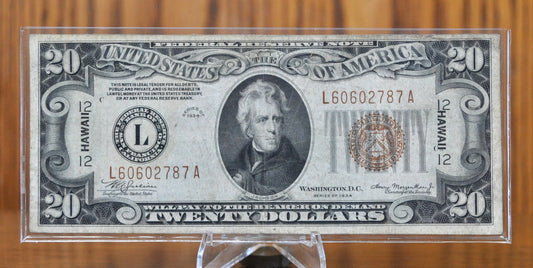 FEDERAL RESERVE NOTE
20 UNITED STATES OF AMERICA 20
THE
THIS NOTE IS LEGAL TENDER FOR ALL DEBTS,
PUBLIC AND PRIVATE, AND IS REDEEMABLE IN
LAWFUL MONEY AT THE UNITED STATES TREASURY,
OR AT ANY FEDERAL RESERVE BANK.
L60602787A
12 12
HAWAII L HAWAII
12 12
L60602787A
WASHINGTON, D.C.
SERIES OF 1934
WILL PAY TO THE BEARER ON DEMAND
20 TWENTY DOLLARS 20